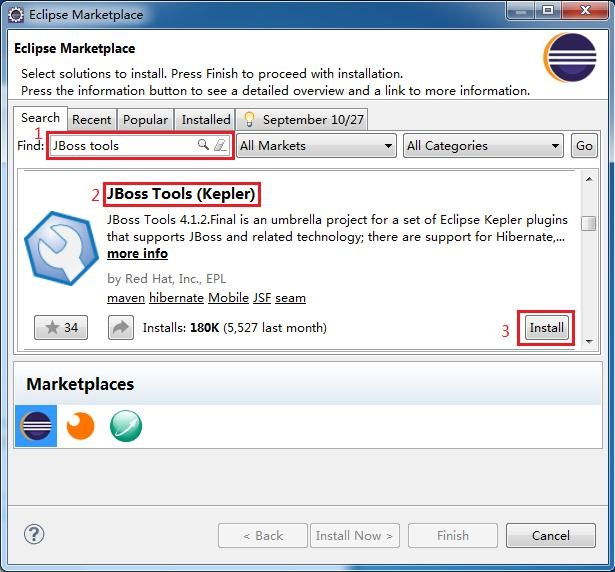 Eclipse Marketplace
Eclipse Marketplace
Select solutions to install. Press Finish to proceed with installation.
Press the information button to see a detailed overview and a link to more information.
Search Recent Popular Installed September 10/27
1
Find: JBoss tools All Markets All Categories Go
2 JBoss Tools (Kepler)
JBoss Tools 4.1.2.Final is an umbrella project for a set of Eclipse Kepler plugins
that supports JBoss and related technology; there are support for Hibernate,...
more info
by Red Hat, Inc., EPL
maven hibernate Mobile JSF seam
34 Installs: 180K (5,527 last month) 3 Install
Marketplaces
? < Back Install Now > Finish Cancel